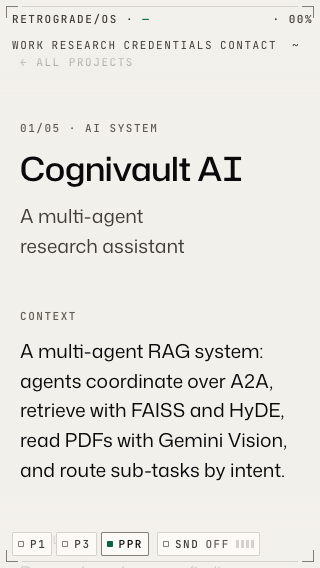 RETROGRADE/OS · — · 00%
WORK RESEARCH CREDENTIALS CONTACT ~
← ALL PROJECTS
01/05 · AI SYSTEM
Cognivault AI
A multi-agent
research assistant
CONTEXT
A multi-agent RAG system:
agents coordinate over A2A,
retrieve with FAISS and HyDE,
read PDFs with Gemini Vision,
and route sub-tasks by intent.
P1 P3 PPR SND OFF